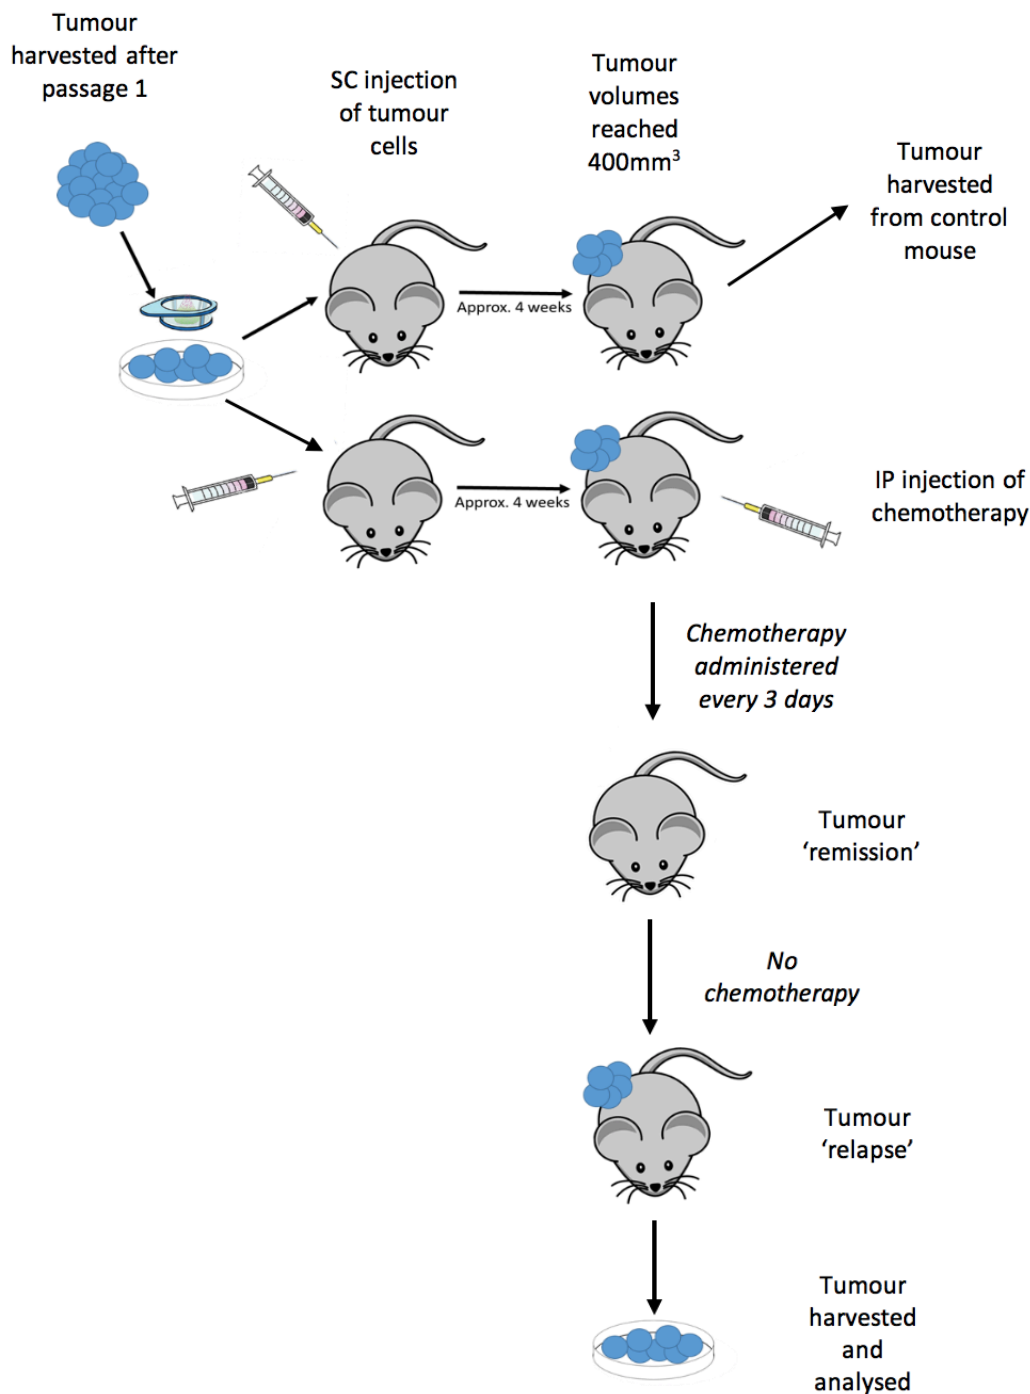 Tumour
harvested after
passage 1
SC injection
of tumour
cells
Tumour
volumes
reached
400mm³
Tumour
harvested
from control
mouse
Approx. 4 weeks
Approx. 4 weeks
IP injection of
chemotherapy
Chemotherapy
administered
every 3 days
Tumour
‘remission’
No
chemotherapy
Tumour
‘relapse’
Tumour
harvested
and
analysed